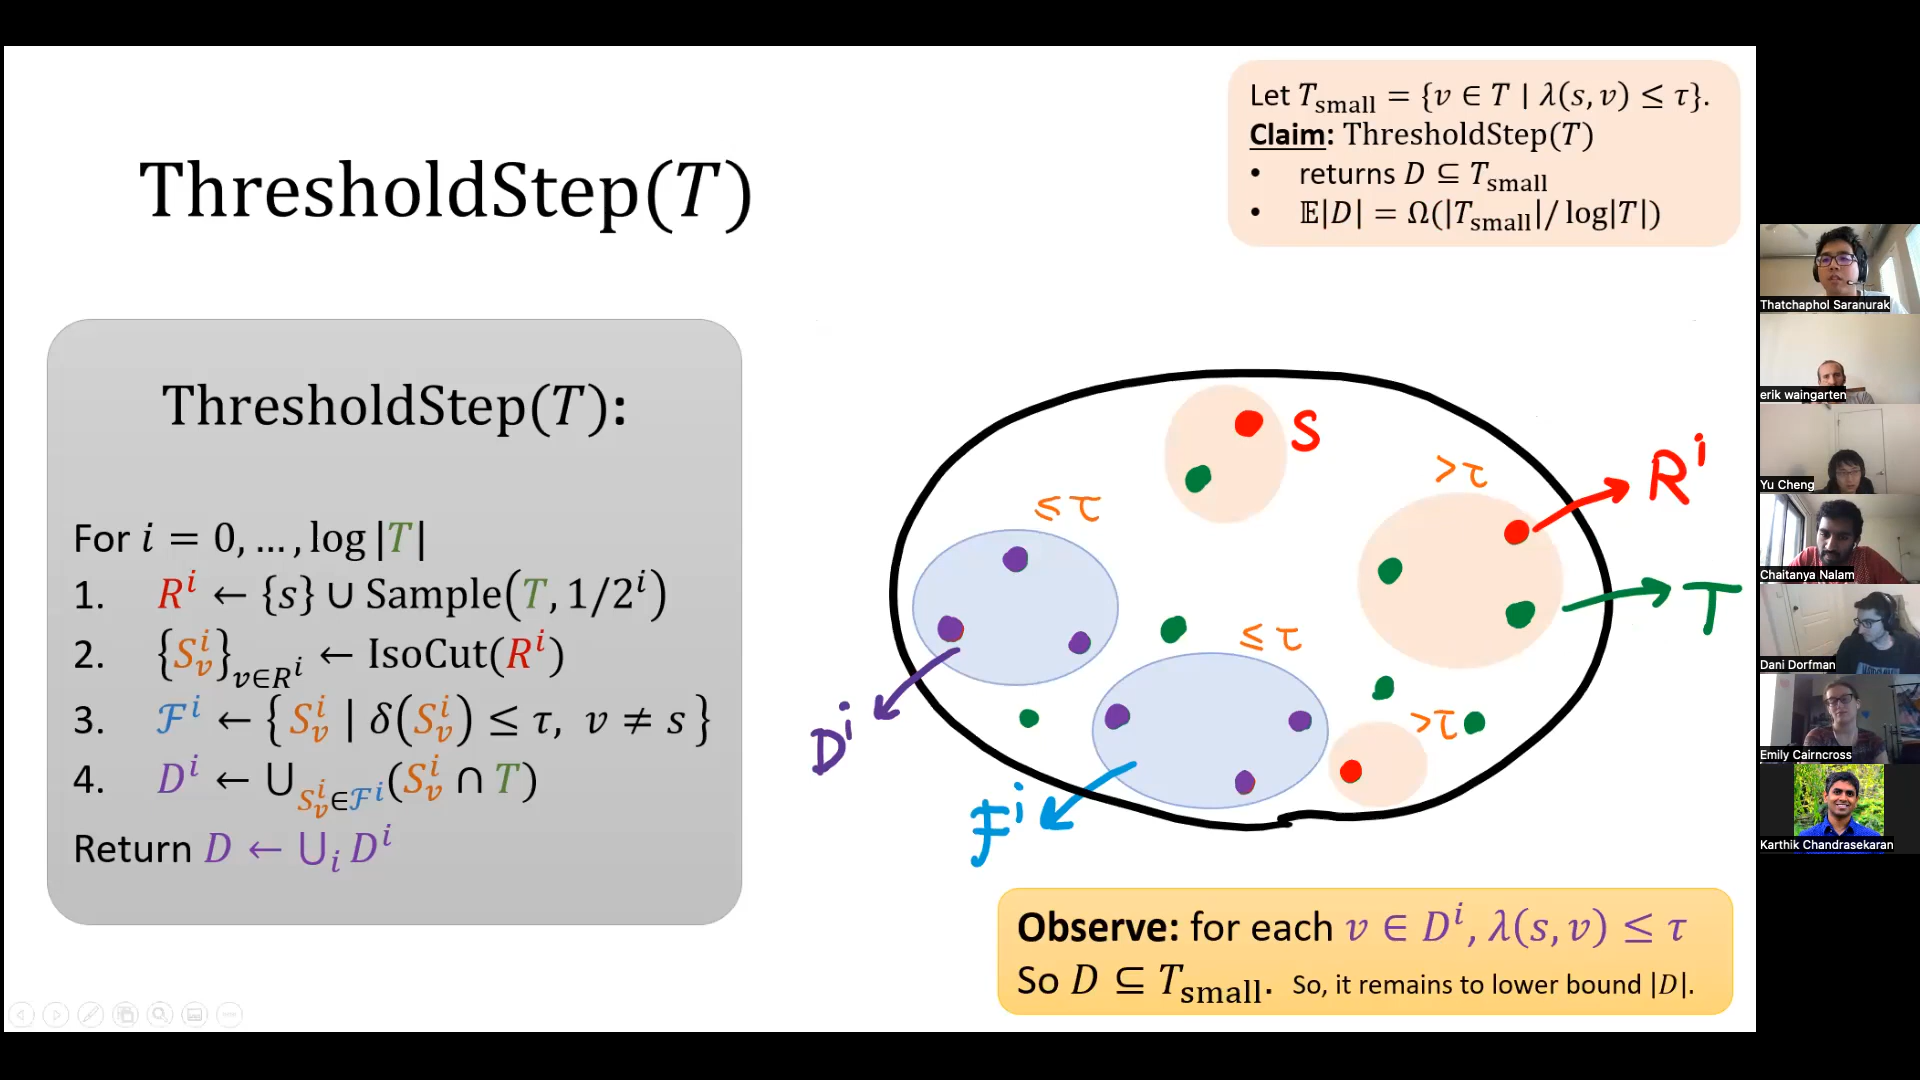 ThresholdStep(T)
Let T_small = {v ∈ T | λ(s, v) ≤ τ}.
Claim: ThresholdStep(T)
• returns D ⊆ T_small
• 𝔼|D| = Ω(|T_small|/ log|T|)
ThresholdStep(T):
For i = 0, … , log |T|
1. R^i ← {s} ∪ Sample(T, 1/2^i)
2. {S_v^i}_{v∈R^i} ← IsoCut(R^i)
3. ℱ^i ← { S_v^i | δ(S_v^i) ≤ τ, v ≠ s }
4. D^i ← ⋃_{S_v^i∈ℱ^i}(S_v^i ∩ T)
Return D ← ⋃_i D^i
S
> τ
R^i
≤ τ
T
≤ τ
D^i
> τ
F^i
Observe: for each v ∈ D^i, λ(s, v) ≤ τ
So D ⊆ T_small. So, it remains to lower bound |D|.
Thatchaphol Saranurak
erik waingarten
Yu Cheng
Chaitanya Nalam
Dani Dorfman
Emily Cairncross
Karthik Chandrasekaran